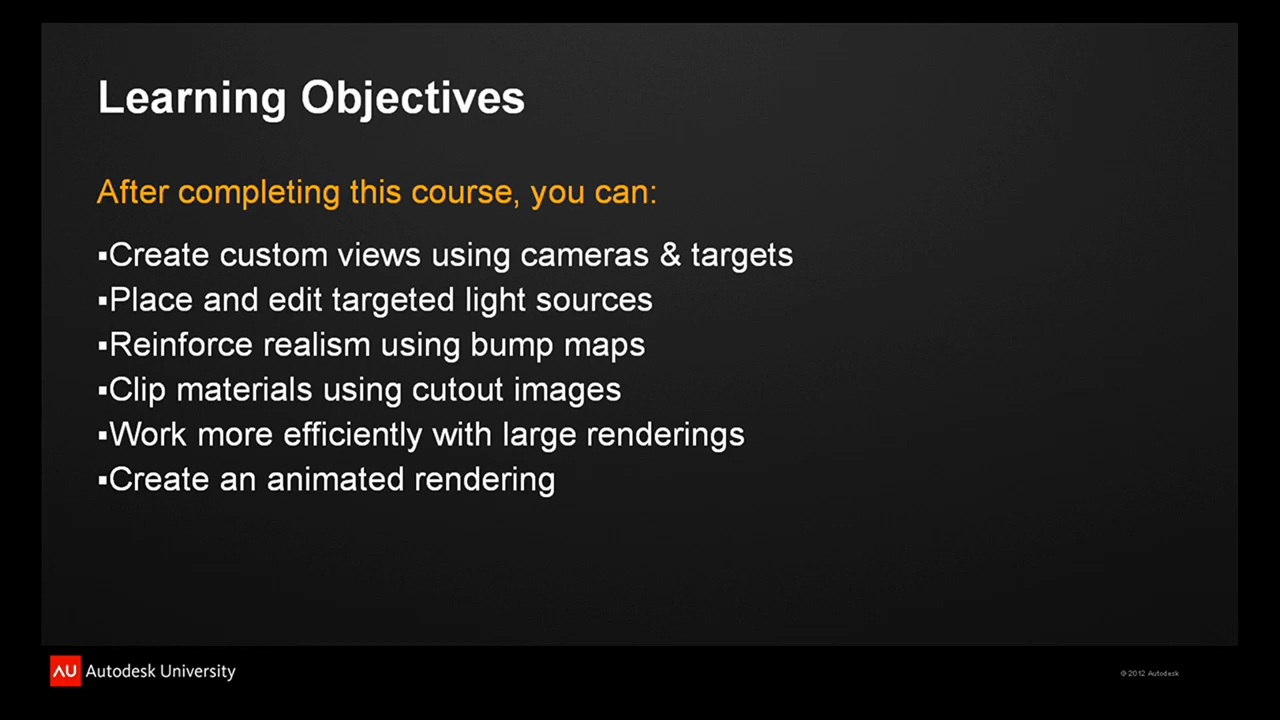 Learning Objectives
After completing this course, you can:
▪Create custom views using cameras & targets
▪Place and edit targeted light sources
▪Reinforce realism using bump maps
▪Clip materials using cutout images
▪Work more efficiently with large renderings
▪Create an animated rendering
AU Autodesk University
© 2012 Autodesk